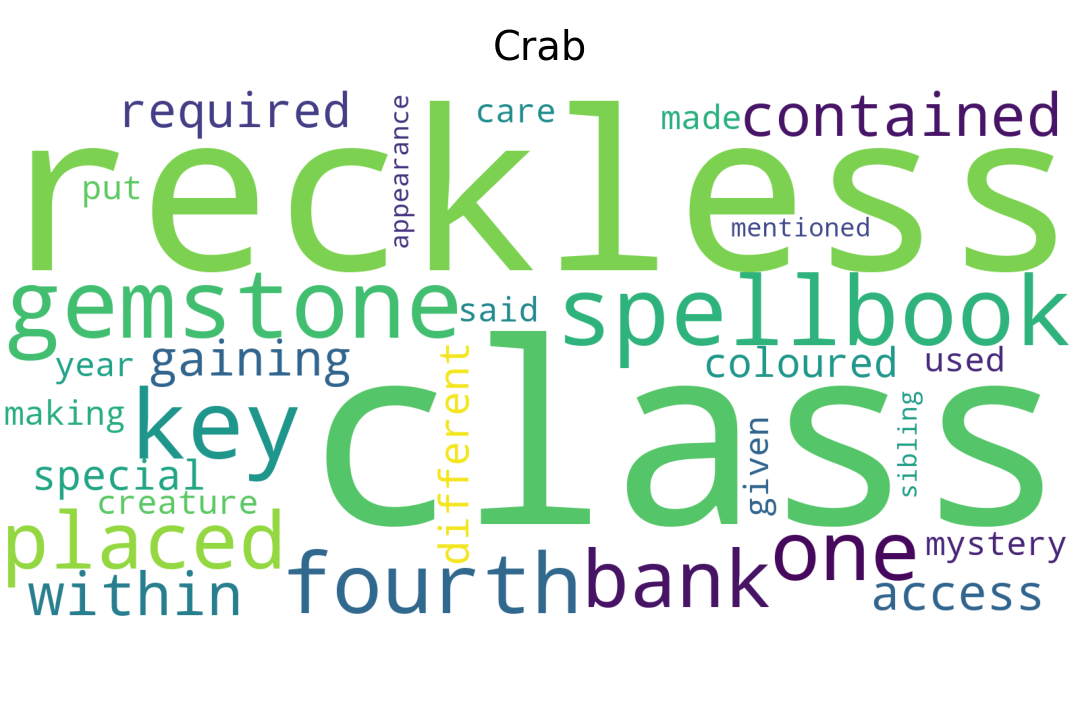 Crab
required
appearance
care
made
contained
reckless
put
mentioned
gemstone
said
spellbook
year
gaining
different
coloured
used
making
key
class
given
sibling
special
creature
placed
one
mystery
within
fourth
bank
access